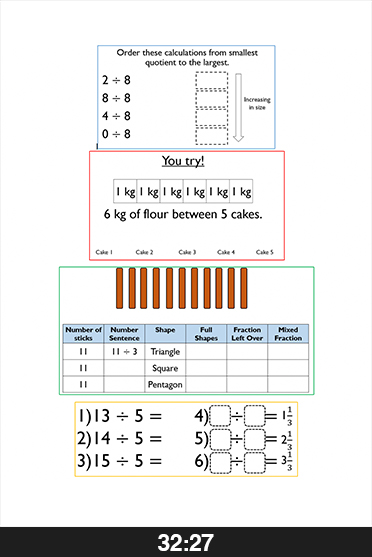 Order these calculations from smallest
quotient to the largest.
2 ÷ 8
8 ÷ 8
4 ÷ 8
0 ÷ 8
Increasing
in size
You try!
1 kg 1 kg 1 kg 1 kg 1 kg 1 kg
6 kg of flour between 5 cakes.
Cake 1 Cake 2 Cake 3 Cake 4 Cake 5
Number of sticks Number Sentence Shape Full Shapes Fraction Left Over Mixed Fraction
11 11 ÷ 3 Triangle
11 Square
11 Pentagon
1)13 ÷ 5 = 4) ÷ = 1 1/3
2)14 ÷ 5 = 5) ÷ = 2 1/3
3)15 ÷ 5 = 6) ÷ = 3 1/3
32:27